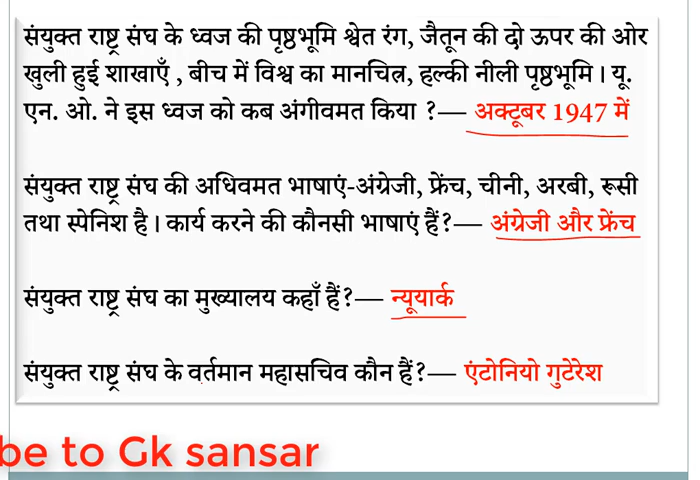 संयुक्त राष्ट्र संघ के ध्वज की पृष्ठभूमि श्वेत रंग, जैतून की दो ऊपर की ओर
खुली हुई शाखाएँ , बीच में विश्व का मानचित्र, हल्की नीली पृष्ठभूमि। यू.
एन. ओ. ने इस ध्वज को कब अंगीवमत किया ?— अक्टूबर 1947 में
संयुक्त राष्ट्र संघ की अधिवमत भाषाएं-अंग्रेजी, फ्रेंच, चीनी, अरबी, रूसी
तथा स्पेनिश है। कार्य करने की कौनसी भाषाएं हैं?— अंग्रेजी और फ्रेंच
संयुक्त राष्ट्र संघ का मुख्यालय कहाँ हैं?— न्यूयार्क
संयुक्त राष्ट्र संघ के वर्तमान महासचिव कौन हैं?— एंटोनियो गुटेरेश
be to Gk sansar